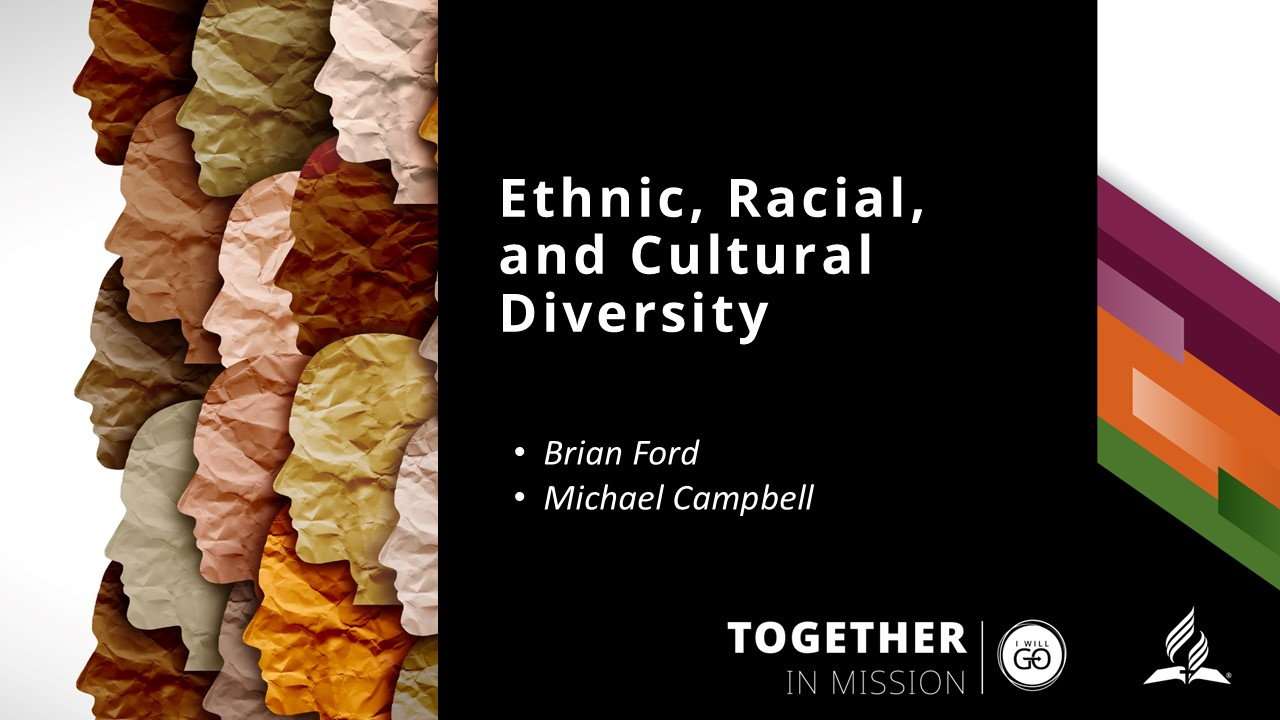 Ethnic, Racial,
and Cultural
Diversity
• Brian Ford
• Michael Campbell
TOGETHER
IN MISSION
I WILL
GO
®